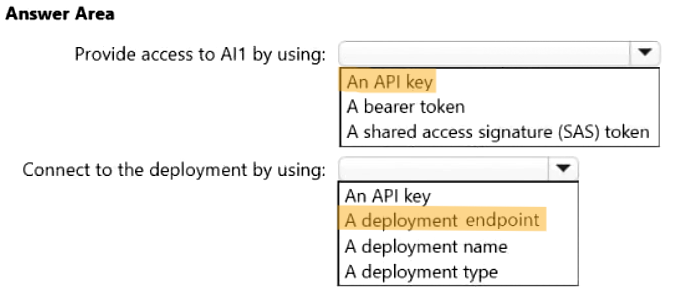 Answer Area
Provide access to AI1 by using:
An API key
A bearer token
A shared access signature (SAS) token
Connect to the deployment by using:
An API key
A deployment endpoint
A deployment name
A deployment type